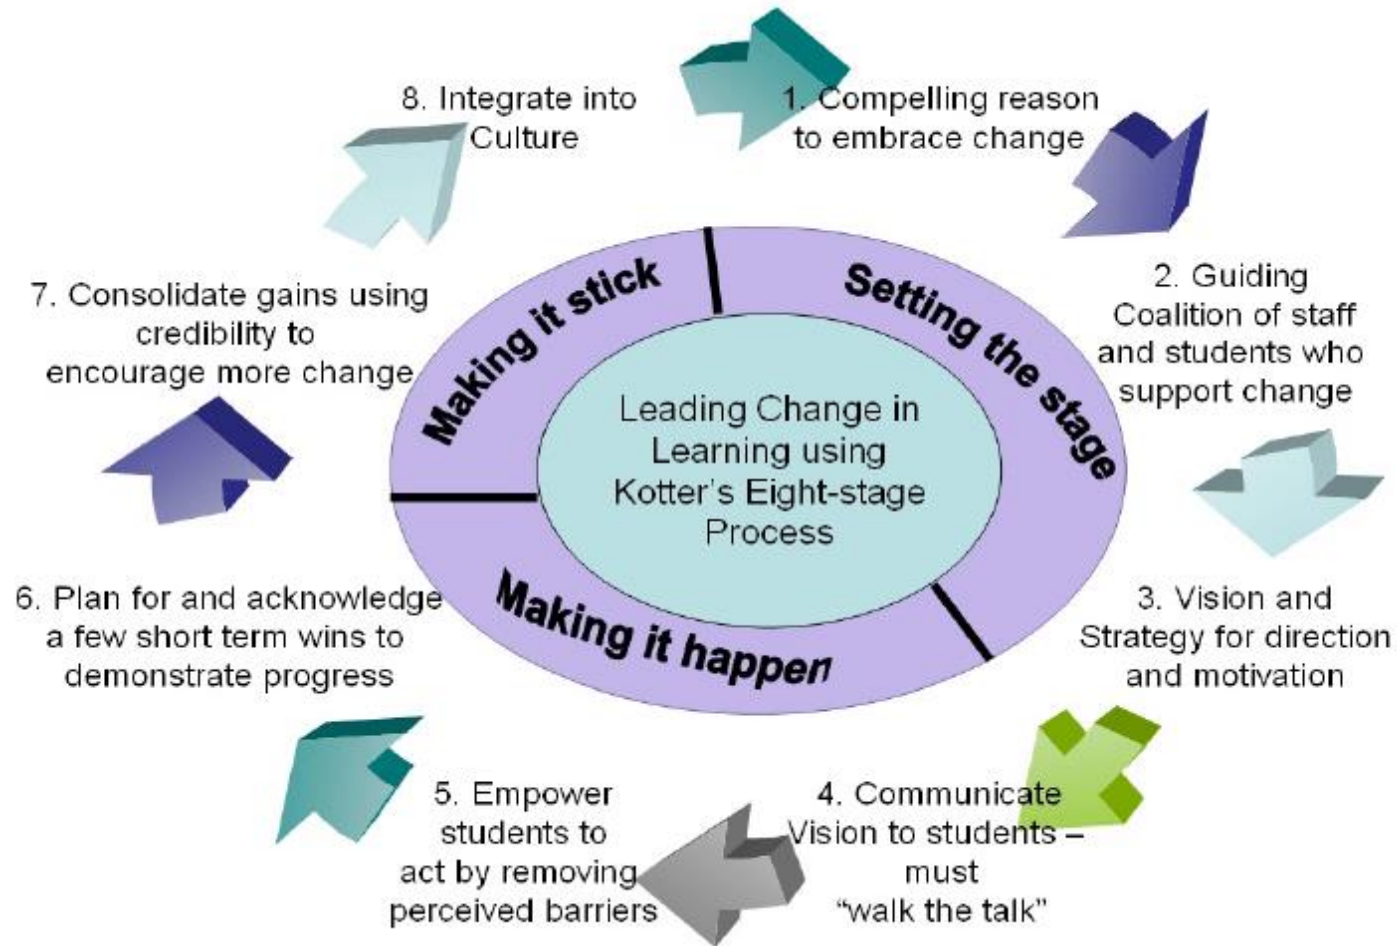 1. Compelling reason
to embrace change
2. Guiding
Coalition of staff
and students who
support change
3. Vision and
Strategy for direction
and motivation
4. Communicate
Vision to students –
must
“walk the talk”
5. Empower
students to
act by removing
perceived barriers
6. Plan for and acknowledge
a few short term wins to
demonstrate progress
7. Consolidate gains using
credibility to
encourage more change
8. Integrate into
Culture
Setting the stage
Making it happen
Making it stick
Leading Change in
Learning using
Kotter’s Eight-stage
Process